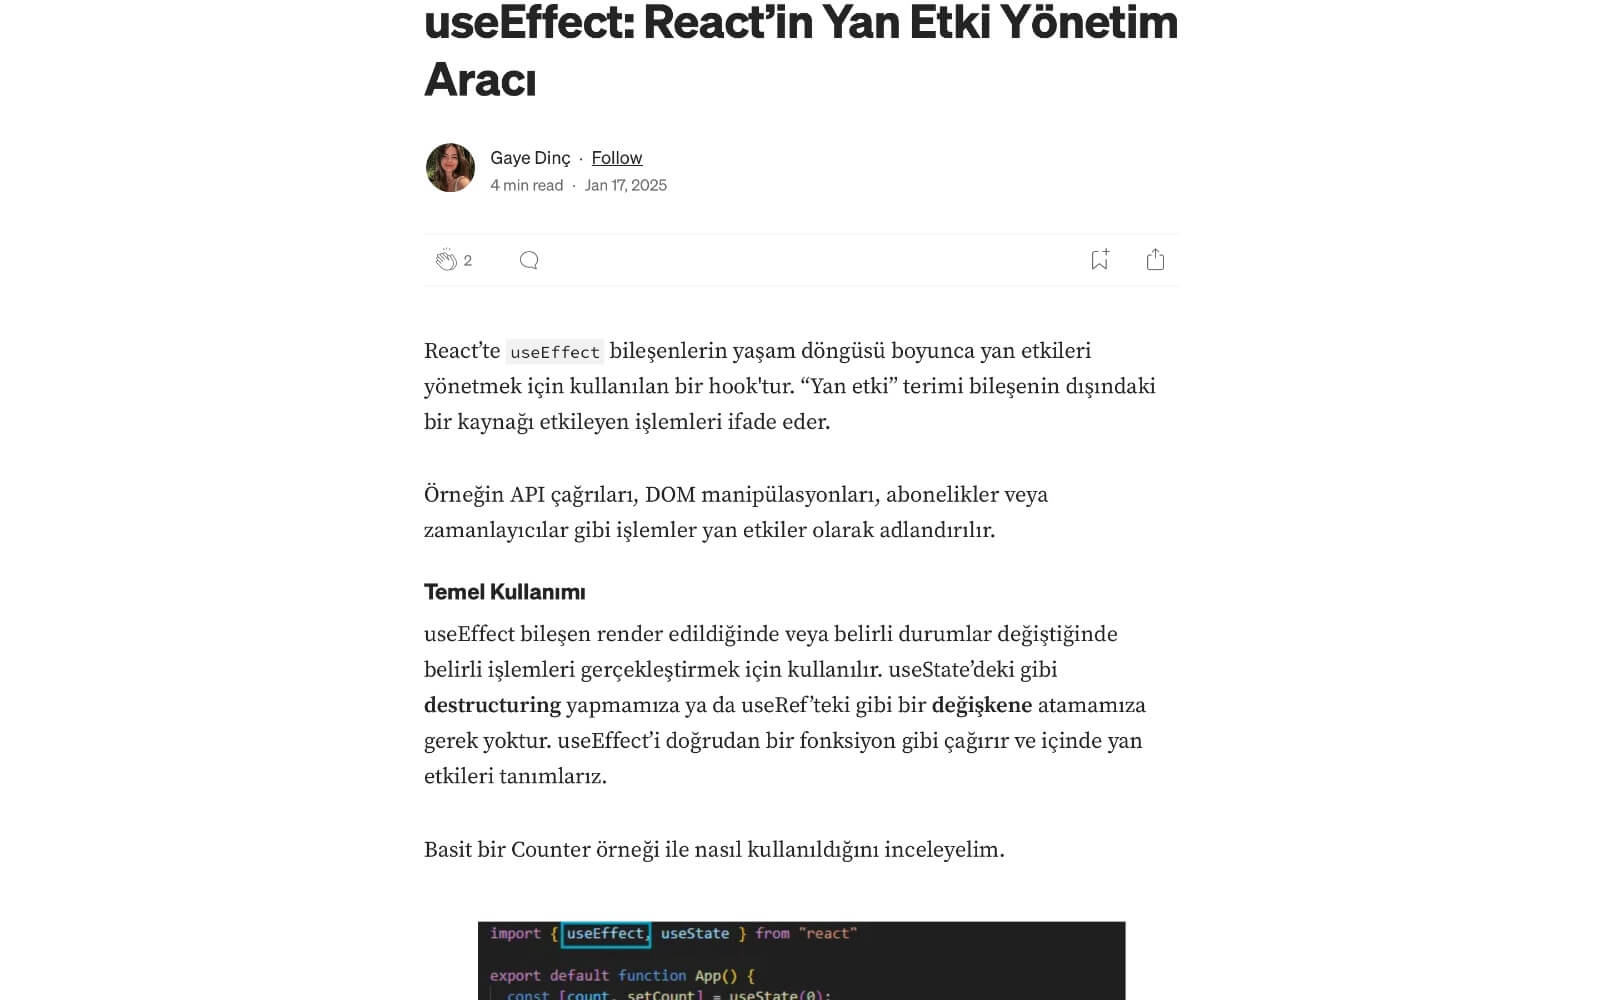 useEffect: React’in Yan Etki Yönetim
Aracı
Gaye Dinç · Follow
4 min read · Jan 17, 2025
2
React’te useEffect bileşenlerin yaşam döngüsü boyunca yan etkileri
yönetmek için kullanılan bir hook'tur. “Yan etki” terimi bileşenin dışındaki
bir kaynağı etkileyen işlemleri ifade eder.
Örneğin API çağrıları, DOM manipülasyonları, abonelikler veya
zamanlayıcılar gibi işlemler yan etkiler olarak adlandırılır.
Temel Kullanımı
useEffect bileşen render edildiğinde veya belirli durumlar değiştiğinde
belirli işlemleri gerçekleştirmek için kullanılır. useState’deki gibi
destructuring yapmamıza ya da useRef’teki gibi bir değişkene atamamıza
gerek yoktur. useEffect’i doğrudan bir fonksiyon gibi çağırır ve içinde yan
etkileri tanımlarız.
Basit bir Counter örneği ile nasıl kullanıldığını inceleyelim.
import { useEffect, useState } from "react"
export default function App() {
const [count, setCount] = useState(0);